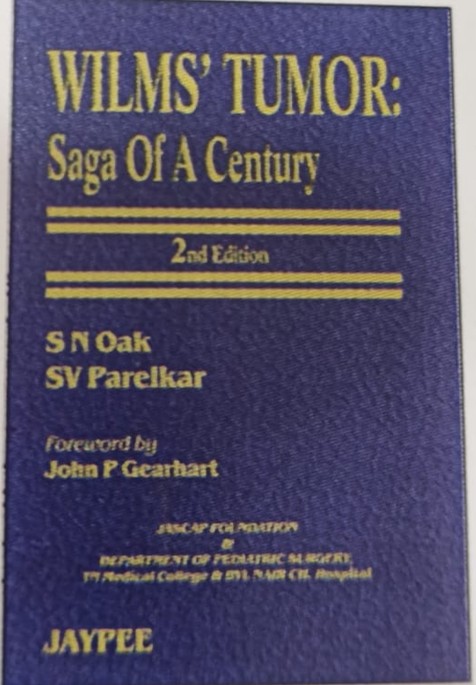 WILMS' TUMOR:
Saga Of A Century
2nd Edition
S N Oak
SV Parelkar
Foreword by
John P Gearhart
JASCAP FOUNDATION
&
DEPARTMENT OF PEDIATRIC SURGERY,
TN Medical College & BYL NAIR CH. Hospital
JAYPEE